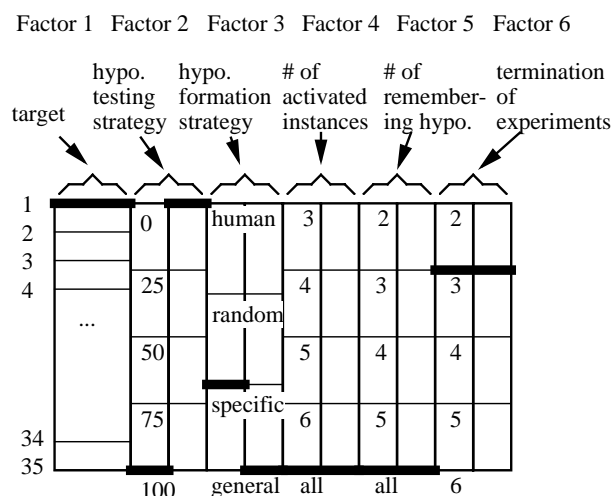 Factor 1 Factor 2 Factor 3 Factor 4 Factor 5 Factor 6
target
hypo.
testing
strategy
hypo.
formation
strategy
# of
activated
instances
# of
remember-
ing hypo.
termination
of
experiments
1
2
3
4
...
34
35
0
25
50
75
100
human
random
specific
general
3
4
5
6
all
2
3
4
5
all
2
3
4
5
6